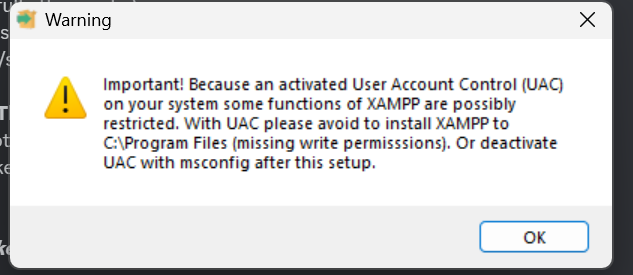 Warning
Important! Because an activated User Account Control (UAC)
on your system some functions of XAMPP are possibly
restricted. With UAC please avoid to install XAMPP to
C:\Program Files (missing write permisssions). Or deactivate
UAC with msconfig after this setup.
OK